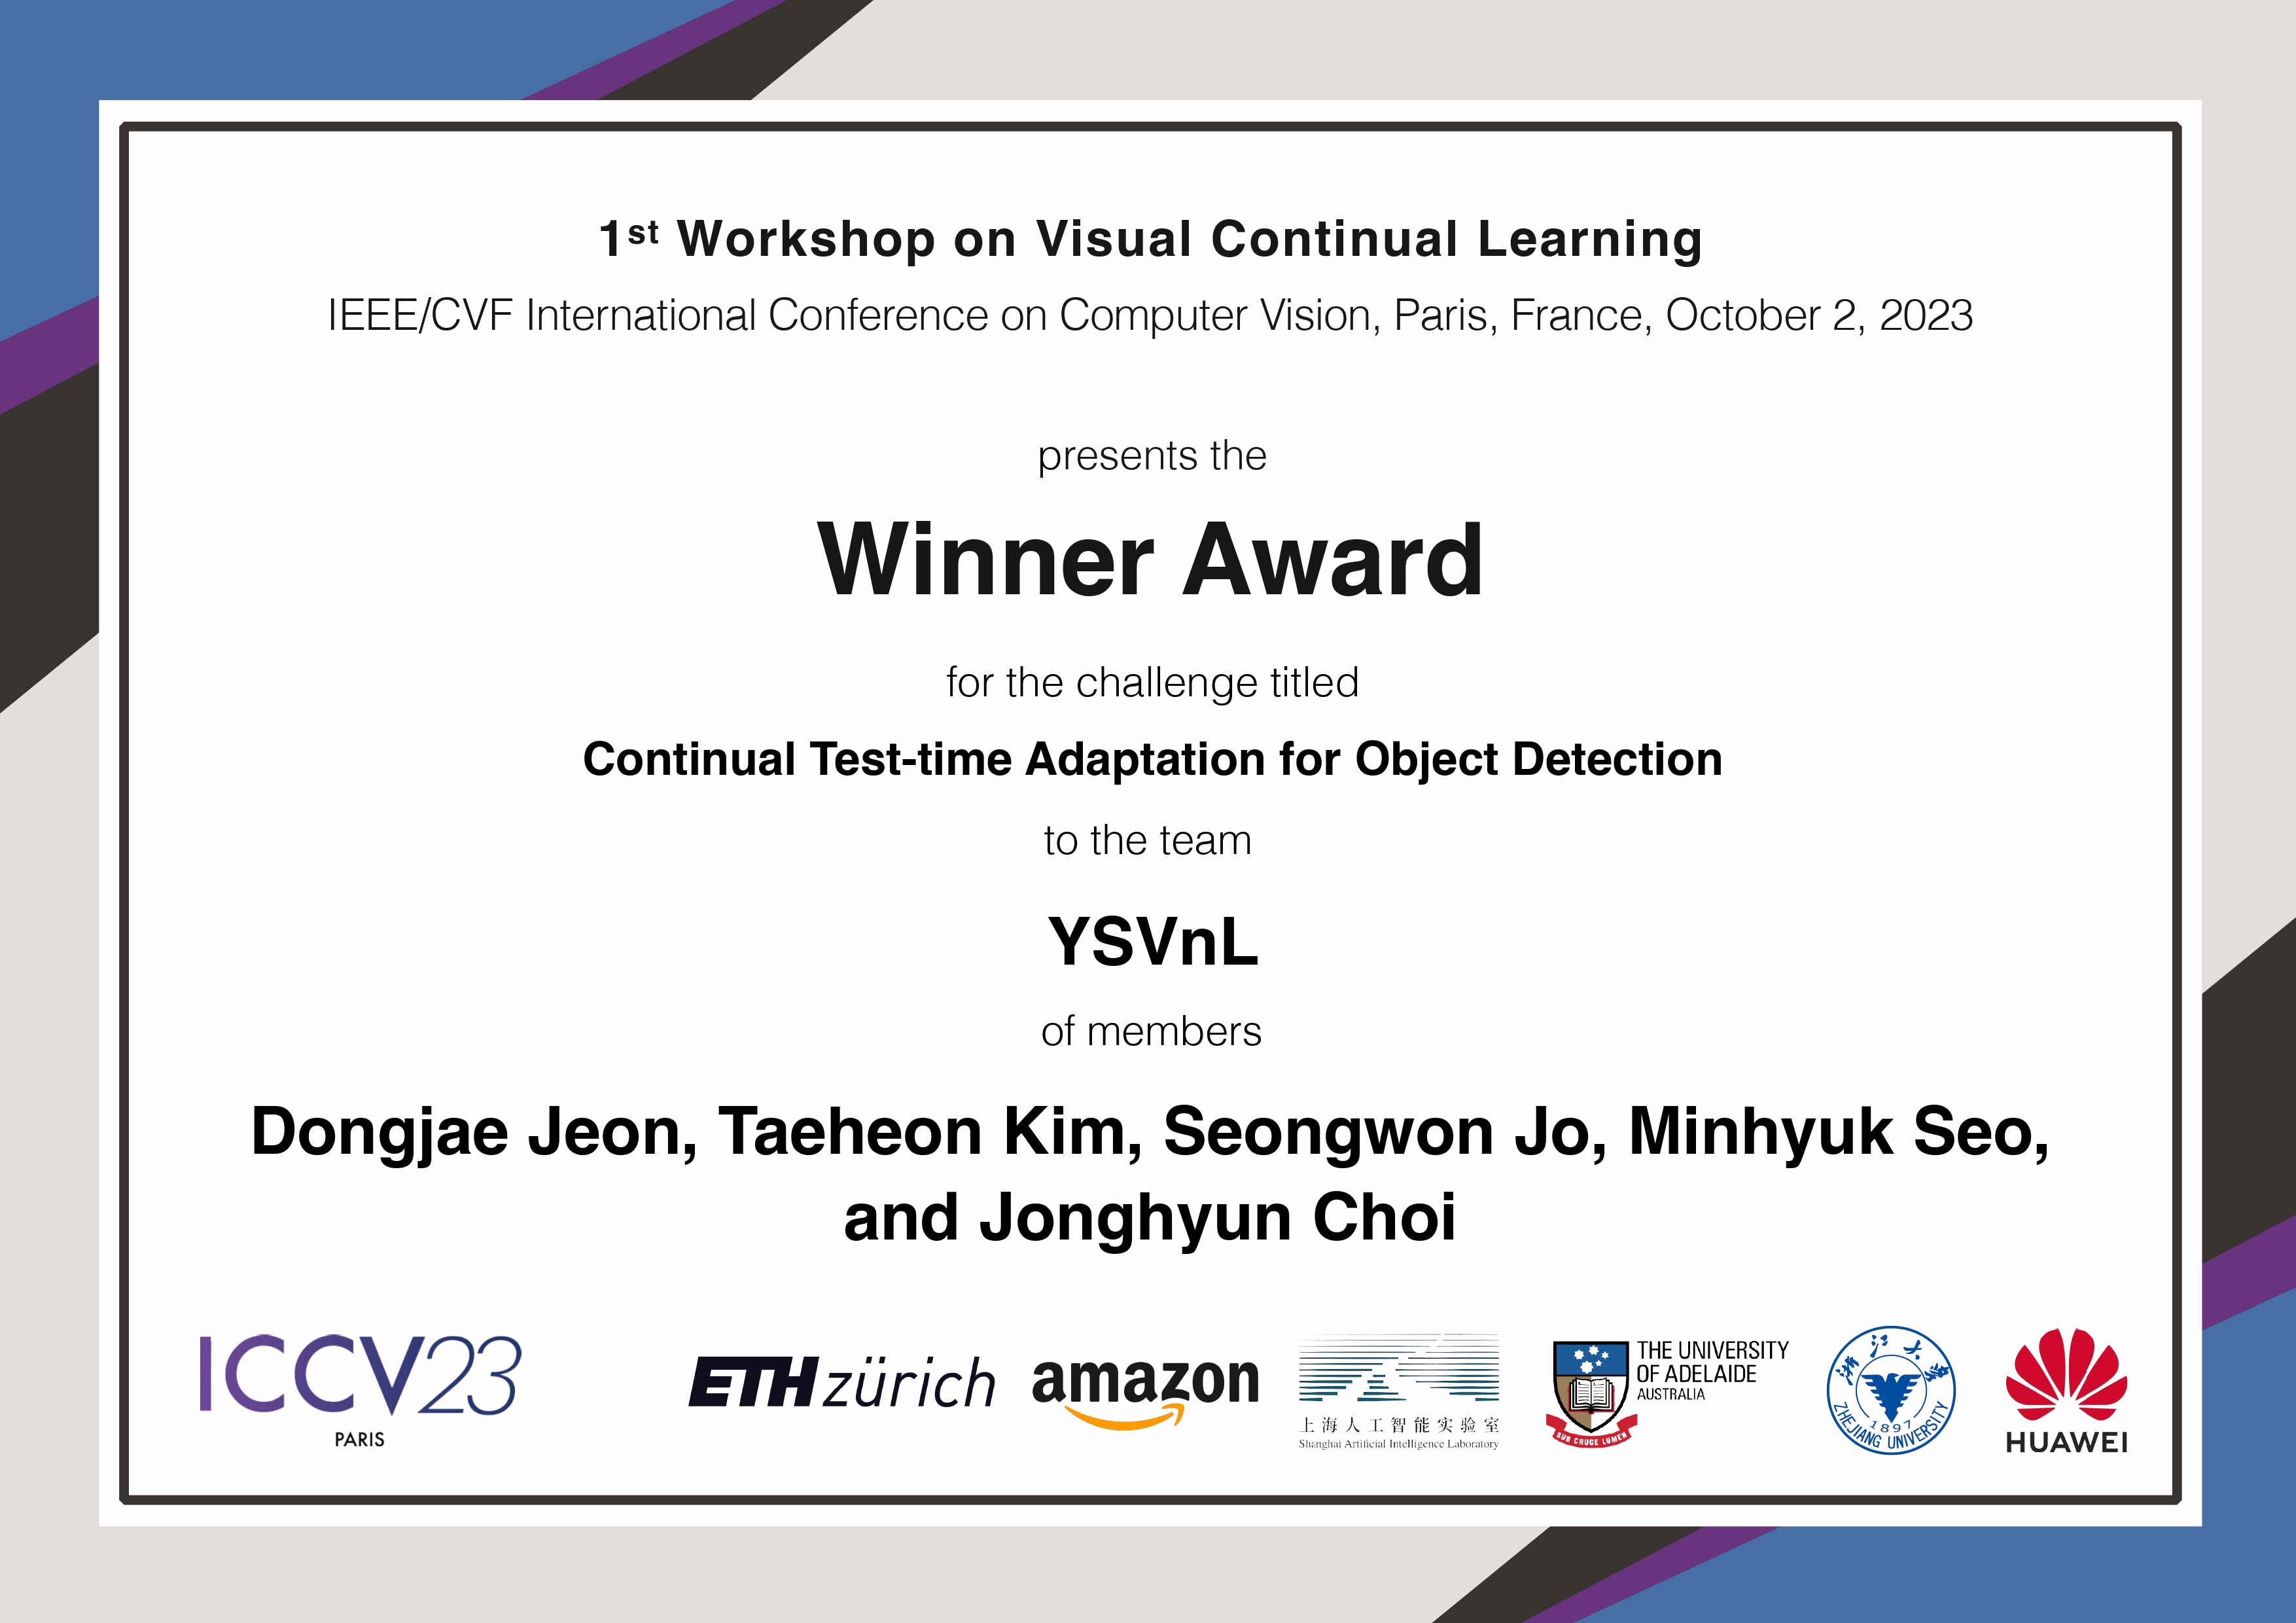 1st Workshop on Visual Continual Learning
IEEE/CVF International Conference on Computer Vision, Paris, France, October 2, 2023
presents the
Winner Award
for the challenge titled
Continual Test-time Adaptation for Object Detection
to the team
YSVnL
of members
Dongjae Jeon, Taeheon Kim, Seongwon Jo, Minhyuk Seo,
and Jonghyun Choi
ICCV23
PARIS
ETH zürich
amazon
上海人工智能实验室
Shanghai Artificial Intelligence Laboratory
THE UNIVERSITY
OF ADELAIDE
AUSTRALIA
SUB CRUCE LUMEN
浙江大学
1897
ZHEJIANG UNIVERSITY
HUAWEI